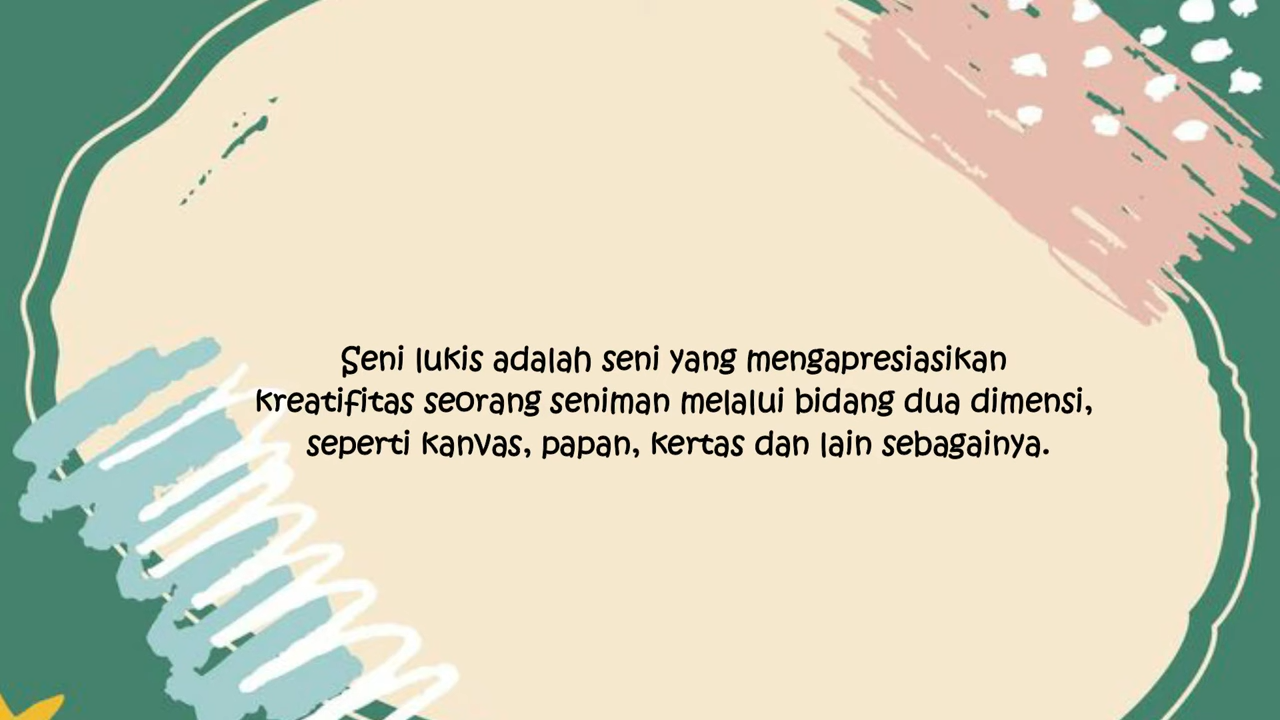 Seni lukis adalah seni yang mengapresiasikan
kreatifitas seorang seniman melalui bidang dua dimensi,
seperti kanvas, papan, kertas dan lain sebagainya.